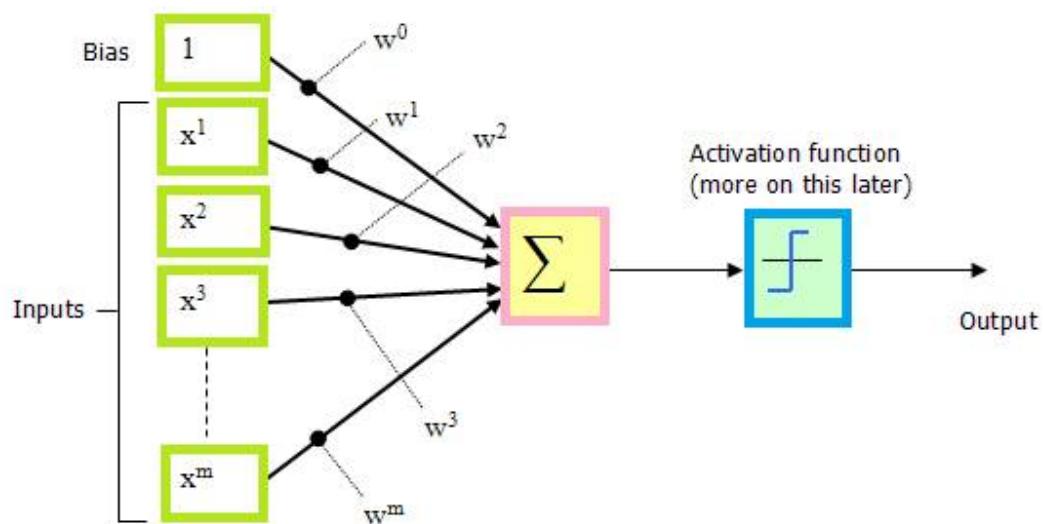 Bias
1
w⁰
x¹
w¹
w²
x²
Activation function
(more on this later)
x³
Inputs
∑
Output
w³
xᵐ
wᵐ